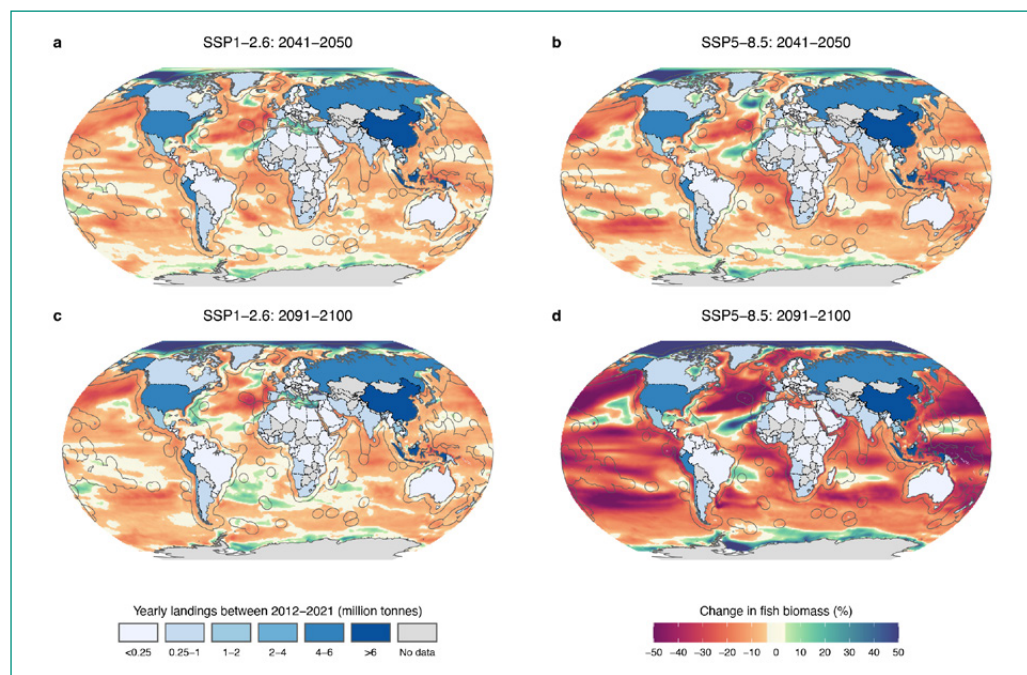 a SSP1–2.6: 2041–2050
b SSP5–8.5: 2041–2050
c SSP1–2.6: 2091–2100
d SSP5–8.5: 2091–2100
Yearly landings between 2012–2021 (million tonnes)
<0.25 0.25–1 1–2 2–4 4–6 >6 No data
Change in fish biomass (%)
−50 −40 −30 −20 −10 0 10 20 30 40 50